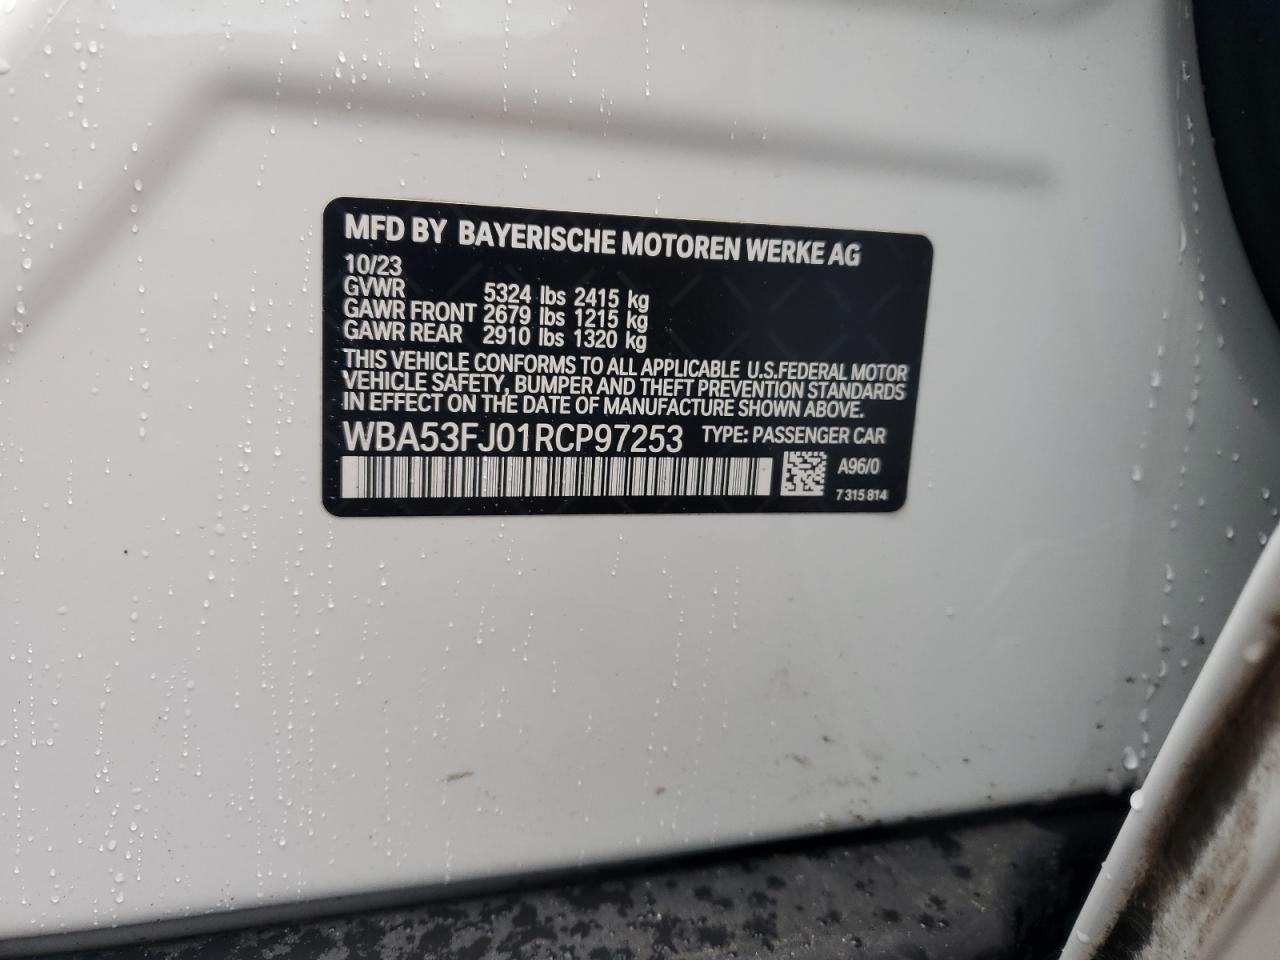 MFD BY BAYERISCHE MOTOREN WERKE AG
10/23
GVWR 5324 lbs 2415 kg
GAWR FRONT 2679 lbs 1215 kg
GAWR REAR 2910 lbs 1320 kg
THIS VEHICLE CONFORMS TO ALL APPLICABLE U.S.FEDERAL MOTOR
VEHICLE SAFETY, BUMPER AND THEFT PREVENTION STANDARDS
IN EFFECT ON THE DATE OF MANUFACTURE SHOWN ABOVE.
WBA53FJ01RCP97253 TYPE: PASSENGER CAR
A96/0
7 315 814